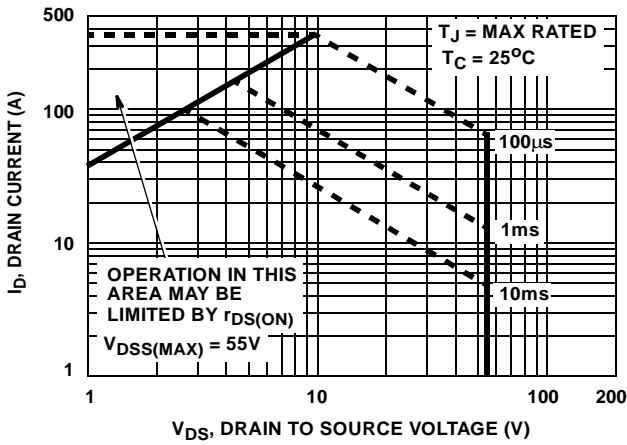 500
100
10
1
I_D, DRAIN CURRENT (A)
T_J = MAX RATED
T_C = 25°C
100µs
1ms
10ms
OPERATION IN THIS
AREA MAY BE
LIMITED BY r_DS(ON)
V_DSS(MAX) = 55V
1
10
100
200
V_DS, DRAIN TO SOURCE VOLTAGE (V)